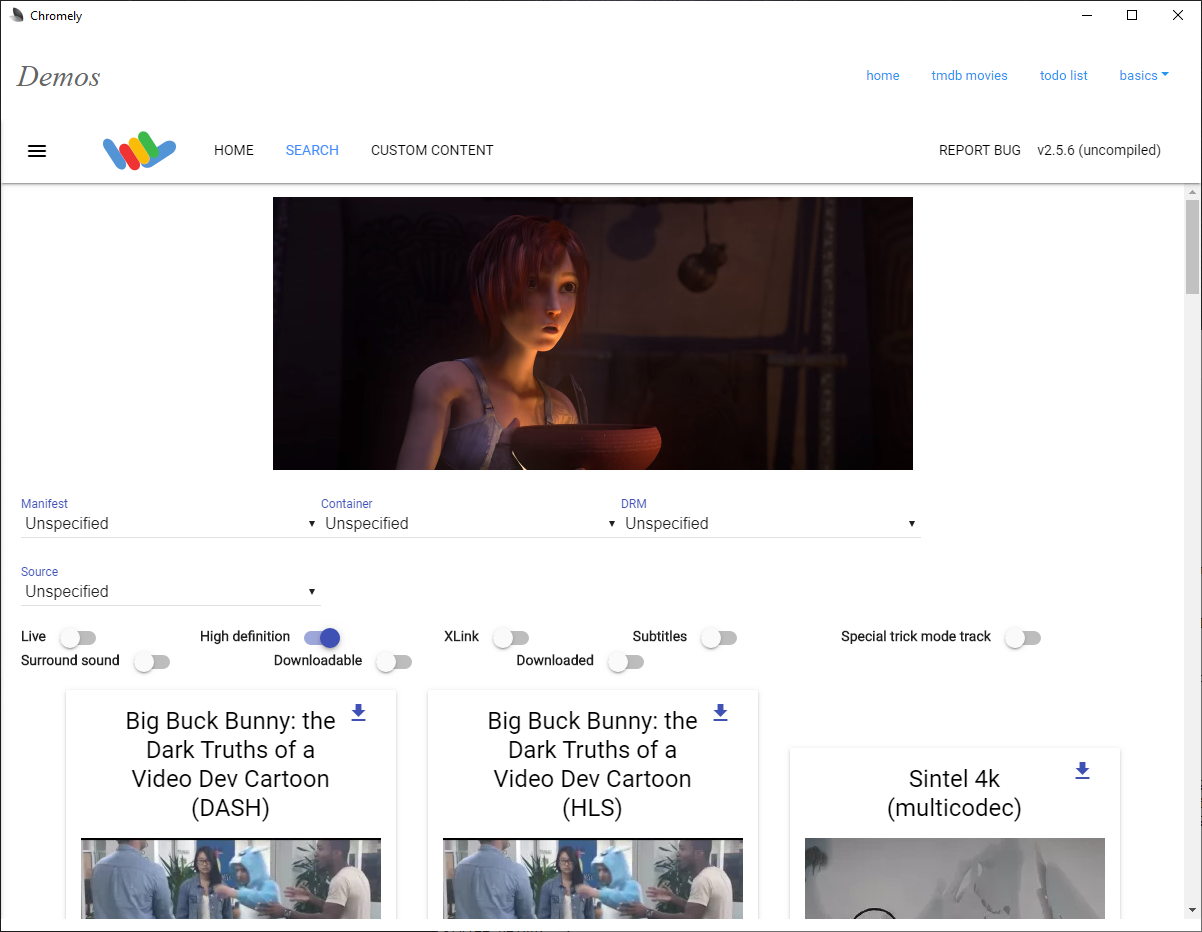 Chromely
Demos
home tmdb movies todo list basics
HOME SEARCH CUSTOM CONTENT REPORT BUG v2.5.6 (uncompiled)
Manifest Container DRM
Unspecified Unspecified Unspecified
Source
Unspecified
Live High definition XLink Subtitles Special trick mode track
Surround sound Downloadable Downloaded
Big Buck Bunny: the
Dark Truths of a
Video Dev Cartoon
(DASH)
Big Buck Bunny: the
Dark Truths of a
Video Dev Cartoon
(HLS)
Sintel 4k
(multicodec)